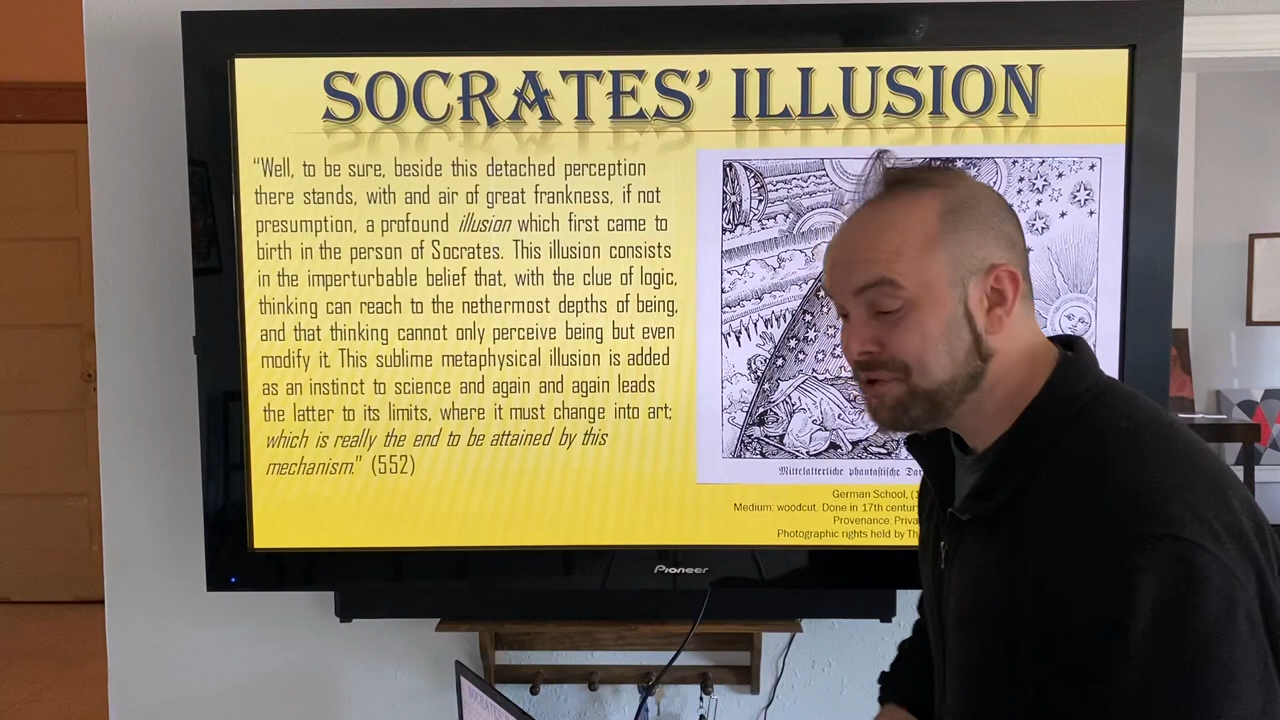 SOCRATES' ILLUSION
“Well, to be sure, beside this detached perception
there stands, with and air of great frankness, if not
presumption, a profound illusion which first came to
birth in the person of Socrates. This illusion consists
in the imperturbable belief that, with the clue of logic,
thinking can reach to the nethermost depths of being,
and that thinking cannot only perceive being but even
modify it. This sublime metaphysical illusion is added
as an instinct to science and again and again leads
the latter to its limits, where it must change into art;
which is really the end to be attained by this
mechanism.” (552)
Mittelalterliche phantastische
German School,
Medium: woodcut. Done in 17th
Provenance:
Photographic rights held by
Pioneer